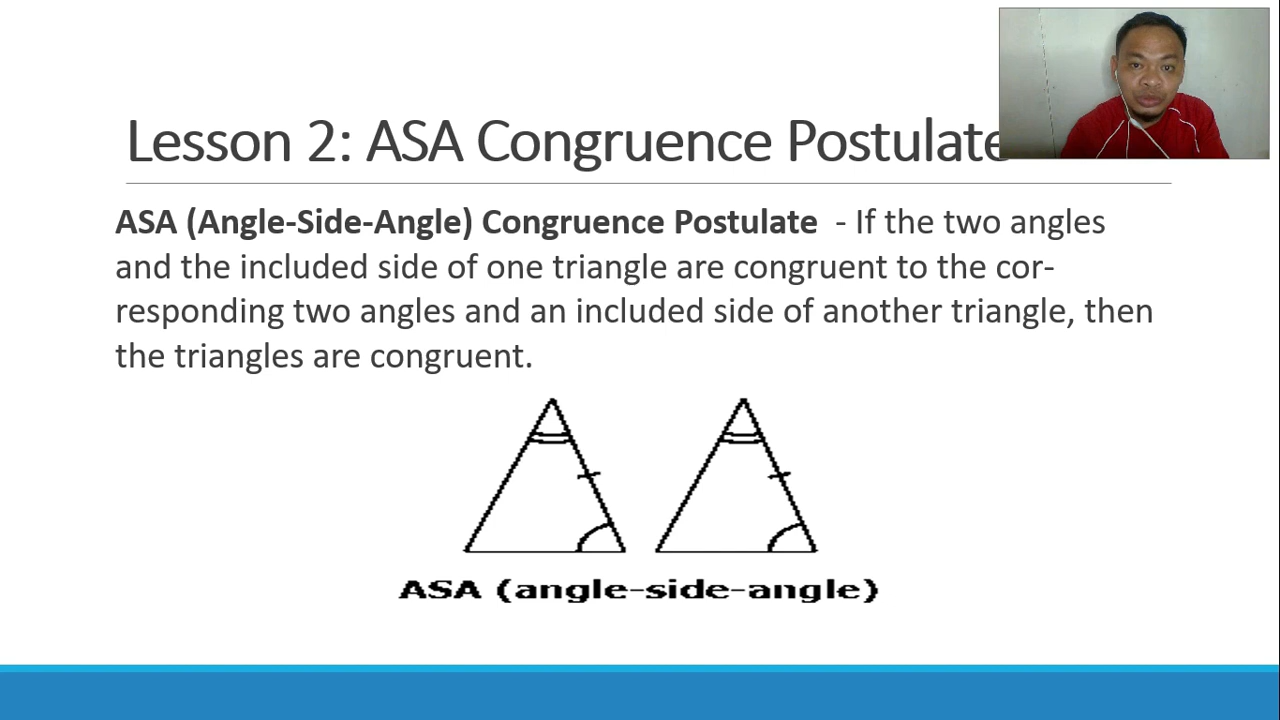 Lesson 2: ASA Congruence Postulate
ASA (Angle-Side-Angle) Congruence Postulate - If the two angles
and the included side of one triangle are congruent to the cor-
responding two angles and an included side of another triangle, then
the triangles are congruent.
ASA (angle-side-angle)